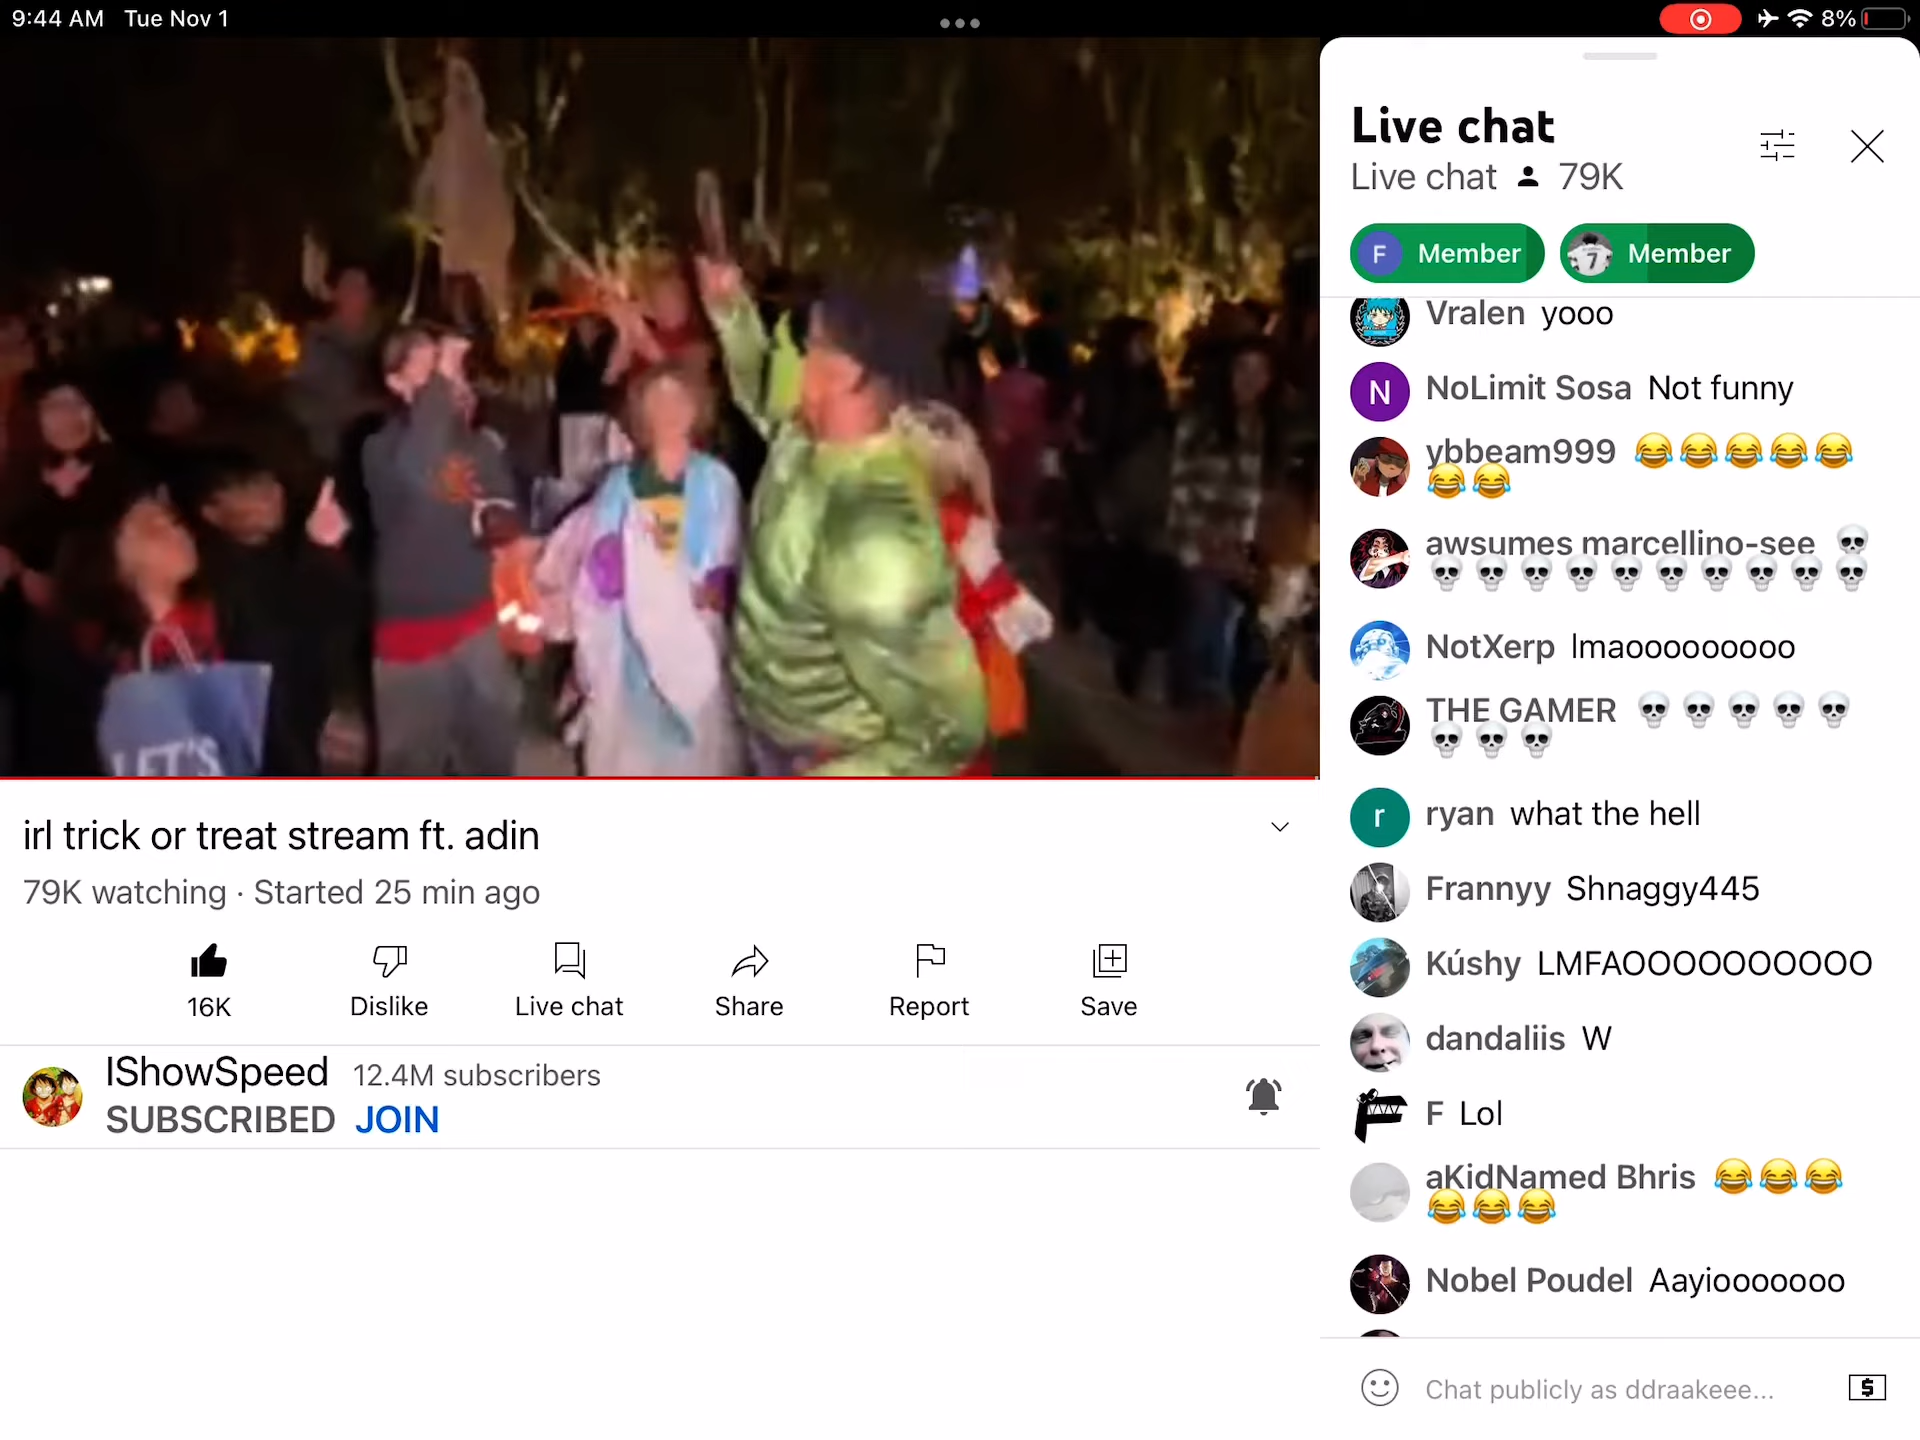 9:44 AM Tue Nov 1
8%
LET'S
irl trick or treat stream ft. adin
79K watching · Started 25 min ago
16K
Dislike
Live chat
Share
Report
Save
IShowSpeed 12.4M subscribers
SUBSCRIBED JOIN
Live chat
Live chat 79K
F Member
7 Member
Vralen yooo
N NoLimit Sosa Not funny
ybbeam999 😂😂😂😂😂
😂😂
awsumes marcellino-see 💀
💀💀💀💀💀💀💀💀💀💀
NotXerp lmaooooooooo
THE GAMER 💀💀💀💀💀
💀💀💀
r ryan what the hell
Frannyy Shnaggy445
Kúshy LMFAOOOOOOOOOO
dandaliis W
F Lol
aKidNamed Bhris 😂😂😂
😂😂😂
Nobel Poudel Aayiooooooo
Chat publicly as ddraakeee...